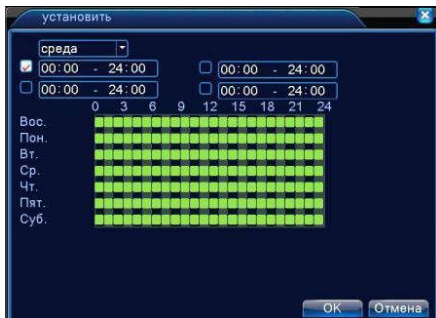 установить
среда
00:00 - 24:00 00:00 - 24:00
00:00 - 24:00 00:00 - 24:00
0 3 6 9 12 15 18 21 24
Вос.
Пон.
Вт.
Ср.
Чт.
Пят.
Суб.
OK Отмена